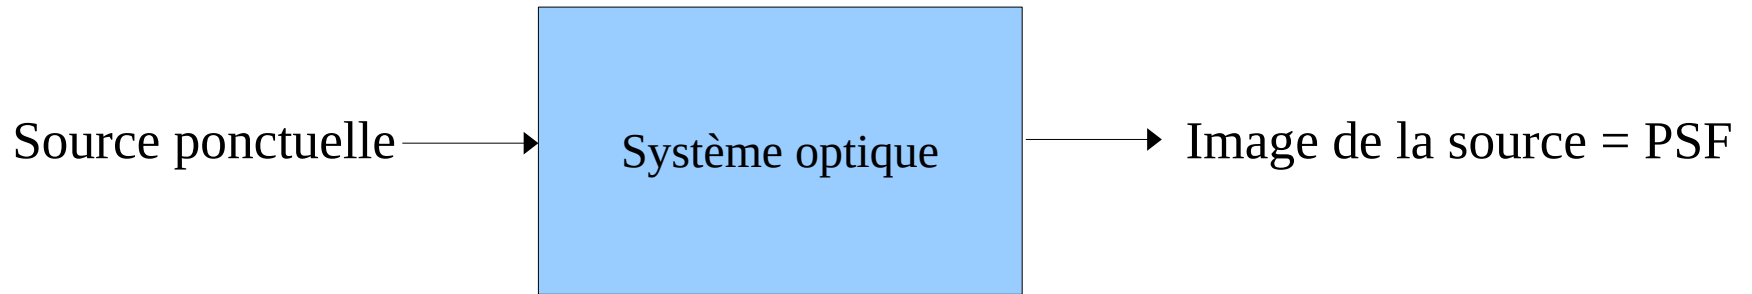 Source ponctuelle
Système optique
Image de la source = PSF